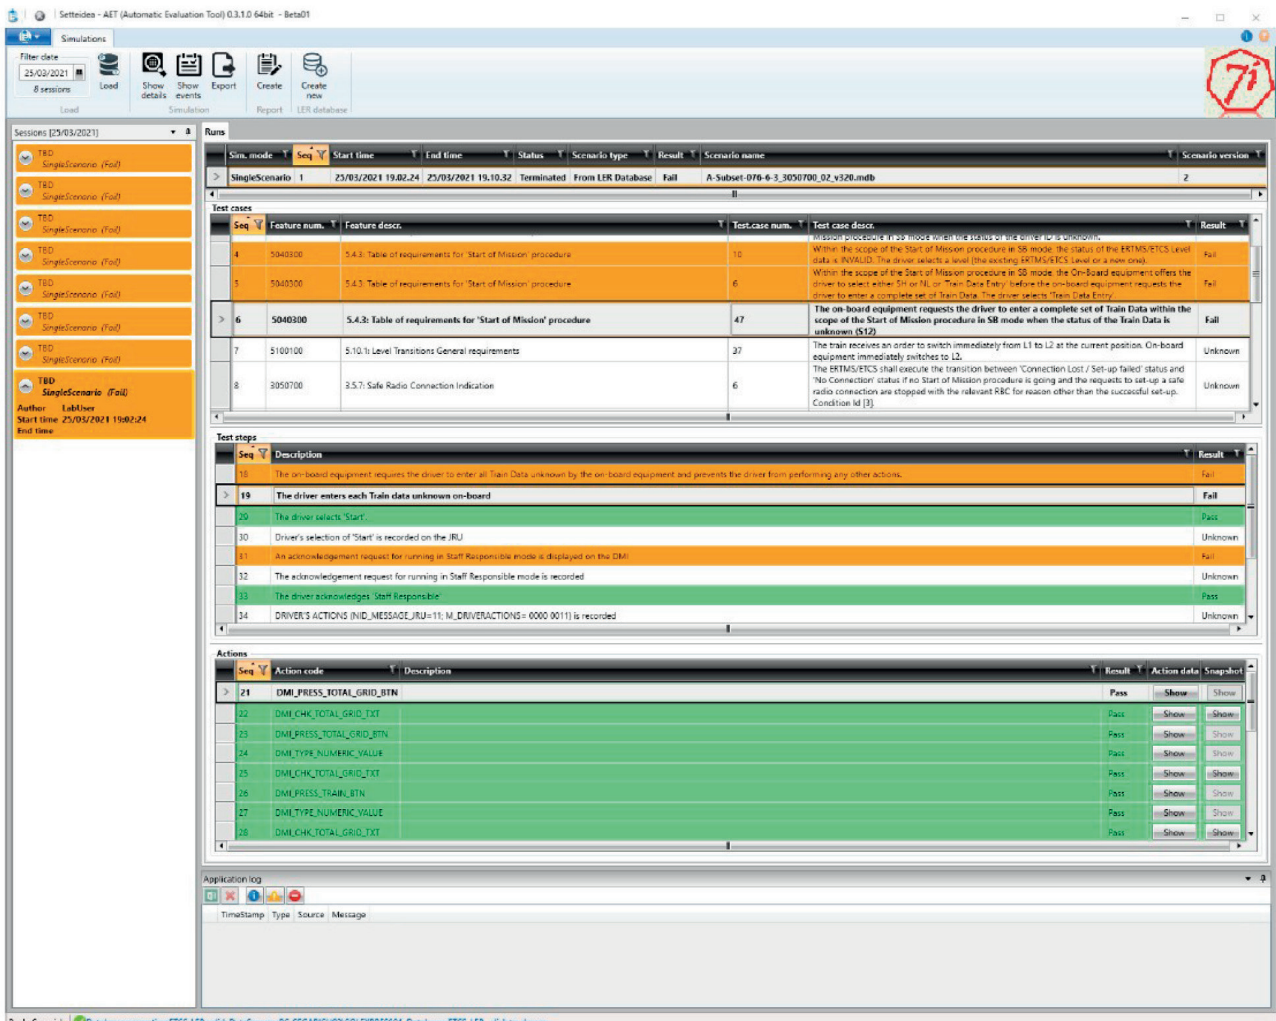 Setteidea - AET (Automatic Evaluation Tool) 0.3.1.0 64bit - Beta01
Simulations
Filter date
25/03/2021
8 sessions
Load
Show details
Show events
Export
Create
Create new
Load
Simulation
Report
LER database
7i
Sessions [25/03/2021]
TBD
SingleScenario (Fail)
TBD
SingleScenario (Fail)
TBD
SingleScenario (Fail)
TBD
SingleScenario (Fail)
TBD
SingleScenario (Fail)
TBD
SingleScenario (Fail)
TBD
SingleScenario (Fail)
TBD
SingleScenario (Fail)
Author LabUser
Start time 25/03/2021 19:02:24
End time
Runs
Sim. mode Seq Start time End time Status Scenario type Result Scenario name Scenario version
SingleScenario 1 25/03/2021 19.02.24 25/03/2021 19.10.32 Terminated From LER Database Fail A-Subset-076-6-3_3050700_02_v320.mdb 2
Test cases
Seq Feature num. Feature descr. Test.case num. Test case descr. Result
Mission procedure in SB mode when the status of the driver ID is unknown.
4 5040300 5.4.3: Table of requirements for 'Start of Mission' procedure 10 Within the scope of the Start of Mission procedure in SB mode, the status of the ERTMS/ETCS Level data is INVALID. The driver selects a level (the existing ERTMS/ETCS Level or a new one). Fail
5 5040300 5.4.3: Table of requirements for 'Start of Mission' procedure 6 Within the scope of the Start of Mission procedure in SB mode, the On-Board equipment offers the driver to select either SH or NL or 'Train Data Entry' before the on-board equipment requests the driver to enter a complete set of Train Data. The driver selects 'Train Data Entry'. Fail
6 5040300 5.4.3: Table of requirements for 'Start of Mission' procedure 47 The on-board equipment requests the driver to enter a complete set of Train Data within the scope of the Start of Mission procedure in SB mode when the status of the Train Data is unknown (S12) Fail
7 5100100 5.10.1: Level Transitions General requirements 37 The train receives an order to switch immediately from L1 to L2 at the current position. On-board equipment immediately switches to L2. Unknown
8 3050700 3.5.7: Safe Radio Connection Indication 6 The ERTMS/ETCS shall execute the transition between 'Connection Lost / Set-up failed' status and 'No Connection' status if no Start of Mission procedure is going and the requests to set-up a safe radio connection are stopped with the relevant RBC for reason other than the successful set-up. Condition Id [3]. Unknown
Test steps
Seq Description Result
18 The on-board equipment requires the driver to enter all Train Data unknown by the on-board equipment and prevents the driver from performing any other actions. Fail
19 The driver enters each Train data unknown on-board Fail
29 The driver selects 'Start'. Pass
30 Driver's selection of 'Start' is recorded on the JRU Unknown
31 An acknowledgement request for running in Staff Responsible mode is displayed on the DMI Fail
32 The acknowledgement request for running in Staff Responsible mode is recorded Unknown
33 The driver acknowledges 'Staff Responsible' Pass
34 DRIVER'S ACTIONS (NID_MESSAGE_JRU=11; M_DRIVERACTIONS= 0000 0011) is recorded Unknown
Actions
Seq Action code Description Result Action data Snapshot
21 DMI_PRESS_TOTAL_GRID_BTN Pass Show Show
22 DMI_CHK_TOTAL_GRID_TXT Pass Show Show
23 DMI_PRESS_TOTAL_GRID_BTN Pass Show Show
24 DMI_TYPE_NUMERIC_VALUE Pass Show Show
25 DMI_CHK_TOTAL_GRID_TXT Pass Show Show
26 DMI_PRESS_TRAIN_BTN Pass Show Show
27 DMI_TYPE_NUMERIC_VALUE Pass Show Show
28 DMI_CHK_TOTAL_GRID_TXT Pass Show Show
Application log
TimeStamp Type Source Message